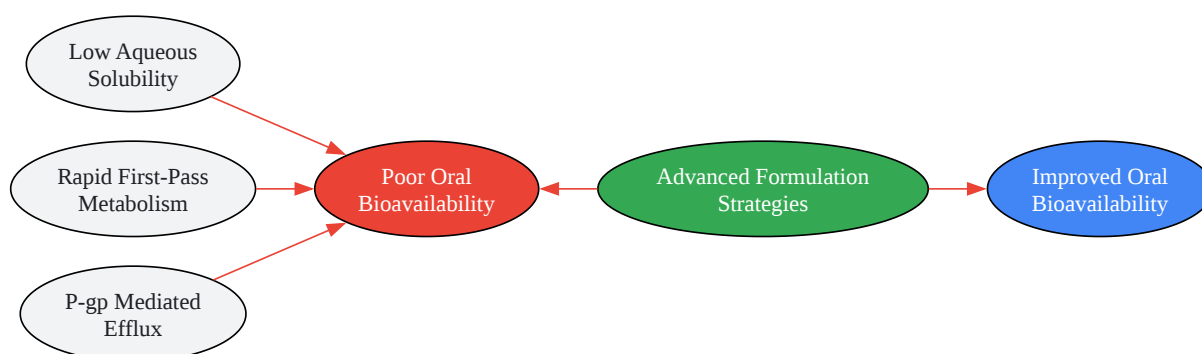 Low Aqueous
Solubility
Rapid First-Pass
Metabolism
P-gp Mediated
Efflux
Poor Oral
Bioavailability
Advanced Formulation
Strategies
Improved Oral
Bioavailability